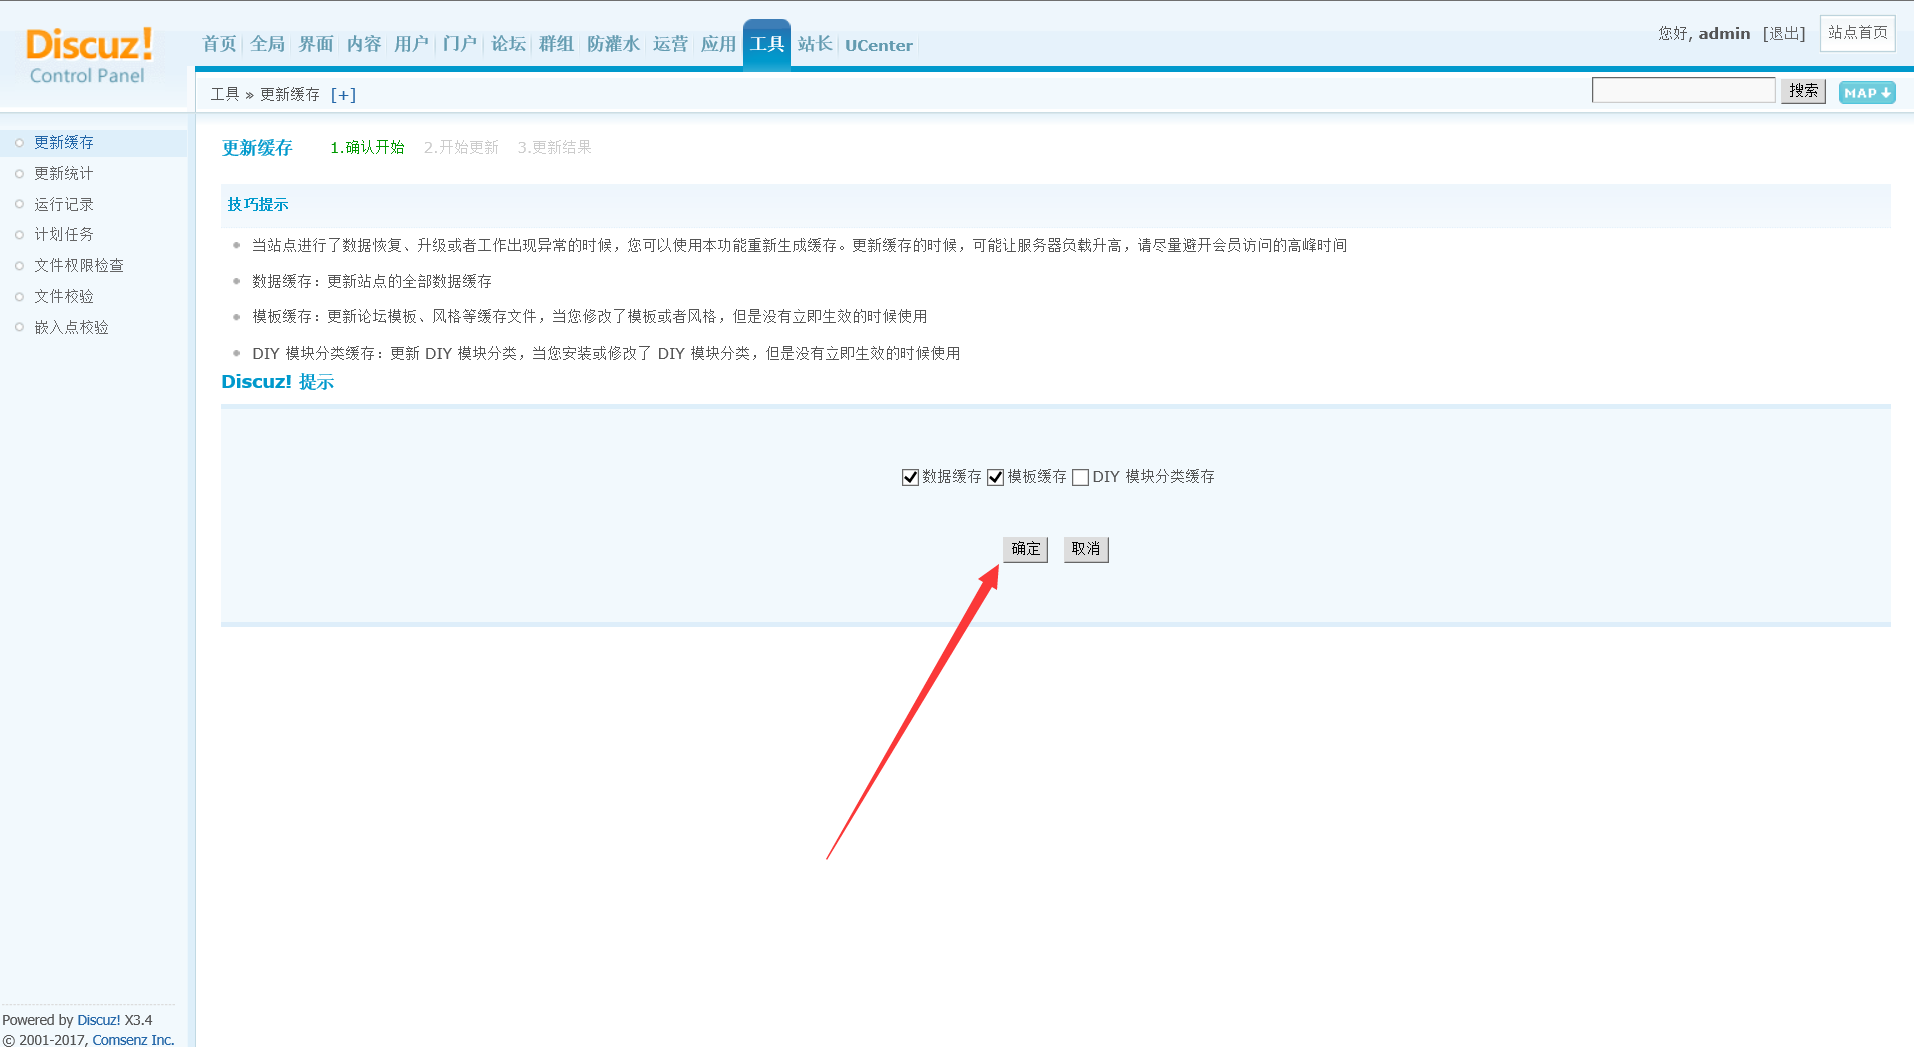 Discuz!
Control Panel
首页 全局 界面 内容 用户 门户 论坛 群组 防灌水 运营 应用 工具 站长 UCenter
您好, admin [退出] 站点首页
工具 » 更新缓存 [+]
搜索 MAP
更新缓存
更新统计
运行记录
计划任务
文件权限检查
文件校验
嵌入点校验
更新缓存 1.确认开始 2.开始更新 3.更新结果
技巧提示
当站点进行了数据恢复、升级或者工作出现异常的时候，您可以使用本功能重新生成缓存。更新缓存的时候，可能让服务器负载升高，请尽量避开会员访问的高峰时间
数据缓存：更新站点的全部数据缓存
模板缓存：更新论坛模板、风格等缓存文件，当您修改了模板或者风格，但是没有立即生效的时候使用
DIY 模块分类缓存：更新 DIY 模块分类，当您安装或修改了 DIY 模块分类，但是没有立即生效的时候使用
Discuz! 提示
数据缓存 模板缓存 DIY 模块分类缓存
确定 取消
Powered by Discuz! X3.4
© 2001-2017, Comsenz Inc.